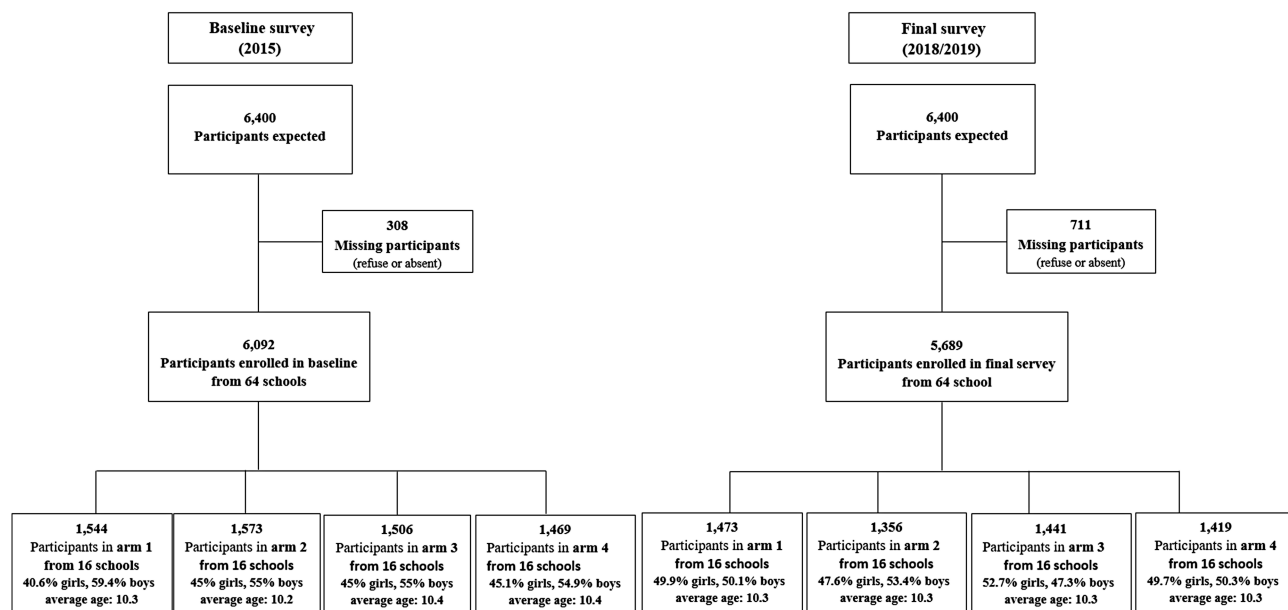 Baseline survey
(2015)
6,400
Participants expected
308
Missing participants
(refuse or absent)
6,092
Participants enrolled in baseline
from 64 schools
1,544
Participants in arm 1
from 16 schools
40.6% girls, 59.4% boys
average age: 10.3
1,573
Participants in arm 2
from 16 schools
45% girls, 55% boys
average age: 10.2
1,506
Participants in arm 3
from 16 schools
45% girls, 55% boys
average age: 10.4
1,469
Participants in arm 4
from 16 schools
45.1% girls, 54.9% boys
average age: 10.4
Final survey
(2018/2019)
6,400
Participants expected
711
Missing participants
(refuse or absent)
5,689
Participants enrolled in final servey
from 64 school
1,473
Participants in arm 1
from 16 schools
49.9% girls, 50.1% boys
average age: 10.3
1,356
Participants in arm 2
from 16 schools
47.6% girls, 53.4% boys
average age: 10.3
1,441
Participants in arm 3
from 16 schools
52.7% girls, 47.3% boys
average age: 10.3
1,419
Participants in arm 4
from 16 schools
49.7% girls, 50.3% boys
average age: 10.3